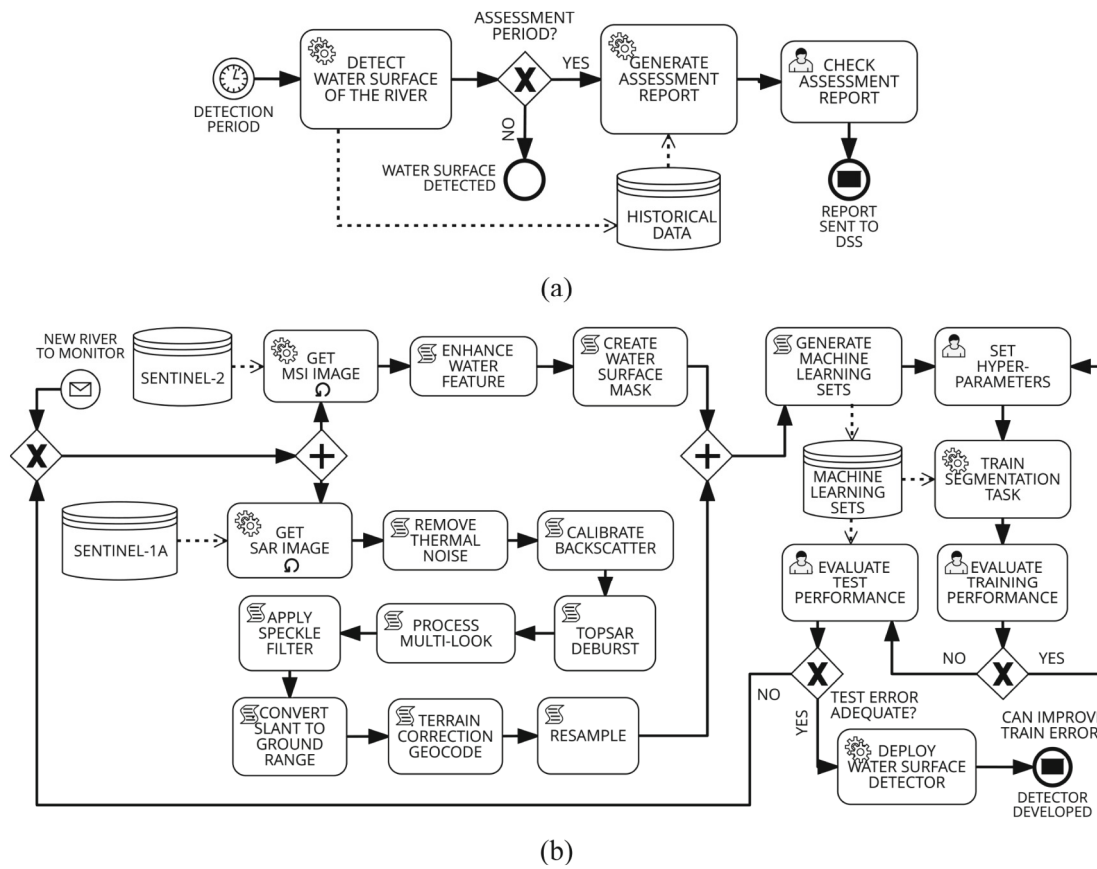 DETECTION
PERIOD
DETECT
WATER SURFACE
OF THE RIVER
ASSESSMENT
PERIOD?
YES
NO
WATER SURFACE
DETECTED
GENERATE
ASSESSMENT
REPORT
HISTORICAL
DATA
CHECK
ASSESSMENT
REPORT
REPORT
SENT TO
DSS
(a)
NEW RIVER
TO MONITOR
SENTINEL-2
GET
MSI IMAGE
ENHANCE
WATER
FEATURE
CREATE
WATER
SURFACE
MASK
SENTINEL-1A
GET
SAR IMAGE
REMOVE
THERMAL
NOISE
CALIBRATE
BACKSCATTER
TOPSAR
DEBURST
PROCESS
MULTI-LOOK
APPLY
SPECKLE
FILTER
CONVERT
SLANT TO
GROUND
RANGE
TERRAIN
CORRECTION
GEOCODE
RESAMPLE
GENERATE
MACHINE
LEARNING
SETS
SET
HYPER-
PARAMETERS
MACHINE
LEARNING
SETS
TRAIN
SEGMENTATION
TASK
EVALUATE
TEST
PERFORMANCE
EVALUATE
TRAINING
PERFORMANCE
NO
YES
CAN IMPROVE
TRAIN ERROR
NO
YES
TEST ERROR
ADEQUATE?
DEPLOY
WATER SURFACE
DETECTOR
DETECTOR
DEVELOPED
(b)